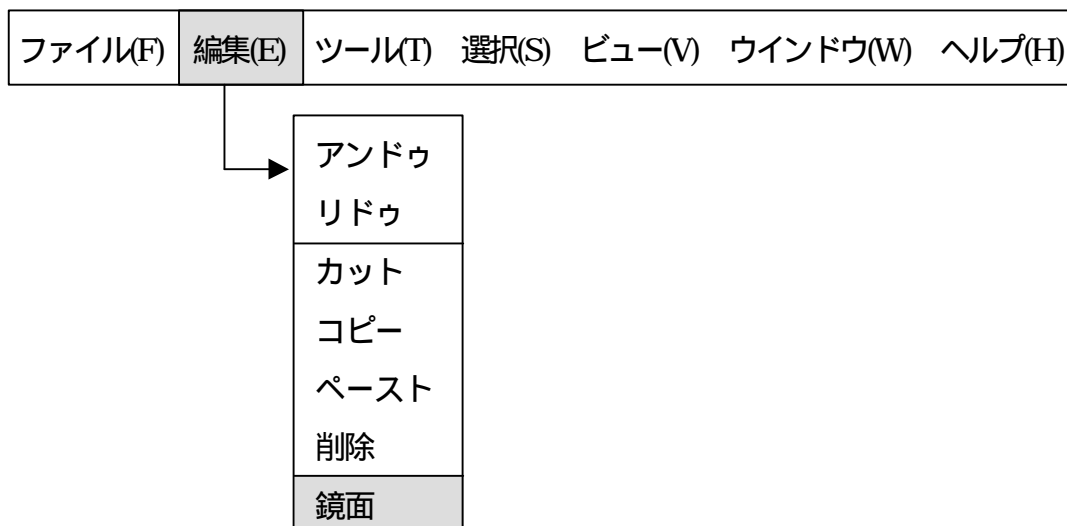 ファイル(F) 編集(E) ツール(T) 選択(S) ビュー(V) ウインドウ(W) ヘルプ(H)
アンドゥ
リドゥ
カット
コピー
ペースト
削除
鏡面